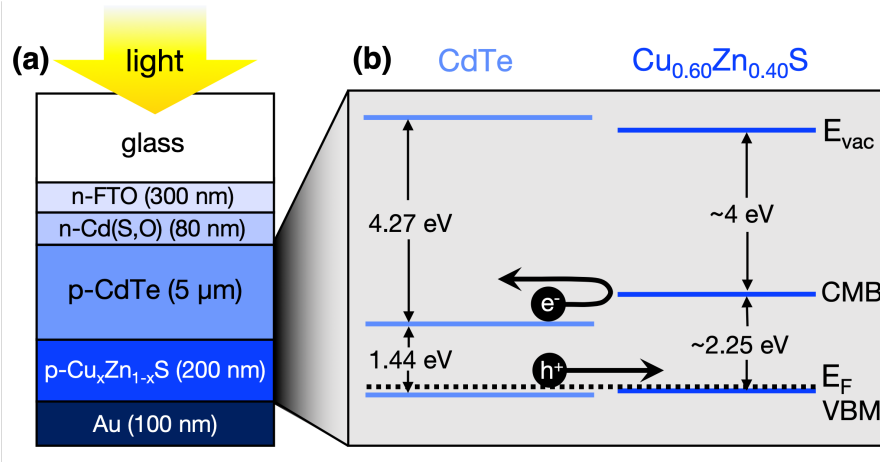 (a)
light
glass
n-FTO (300 nm)
n-Cd(S,O) (80 nm)
p-CdTe (5 μm)
p-CuxZn1-xS (200 nm)
Au (100 nm)
(b)
CdTe
Cu0.60Zn0.40S
Evac
4.27 eV
~4 eV
e-
CMB
1.44 eV
~2.25 eV
h+
EF
VBM